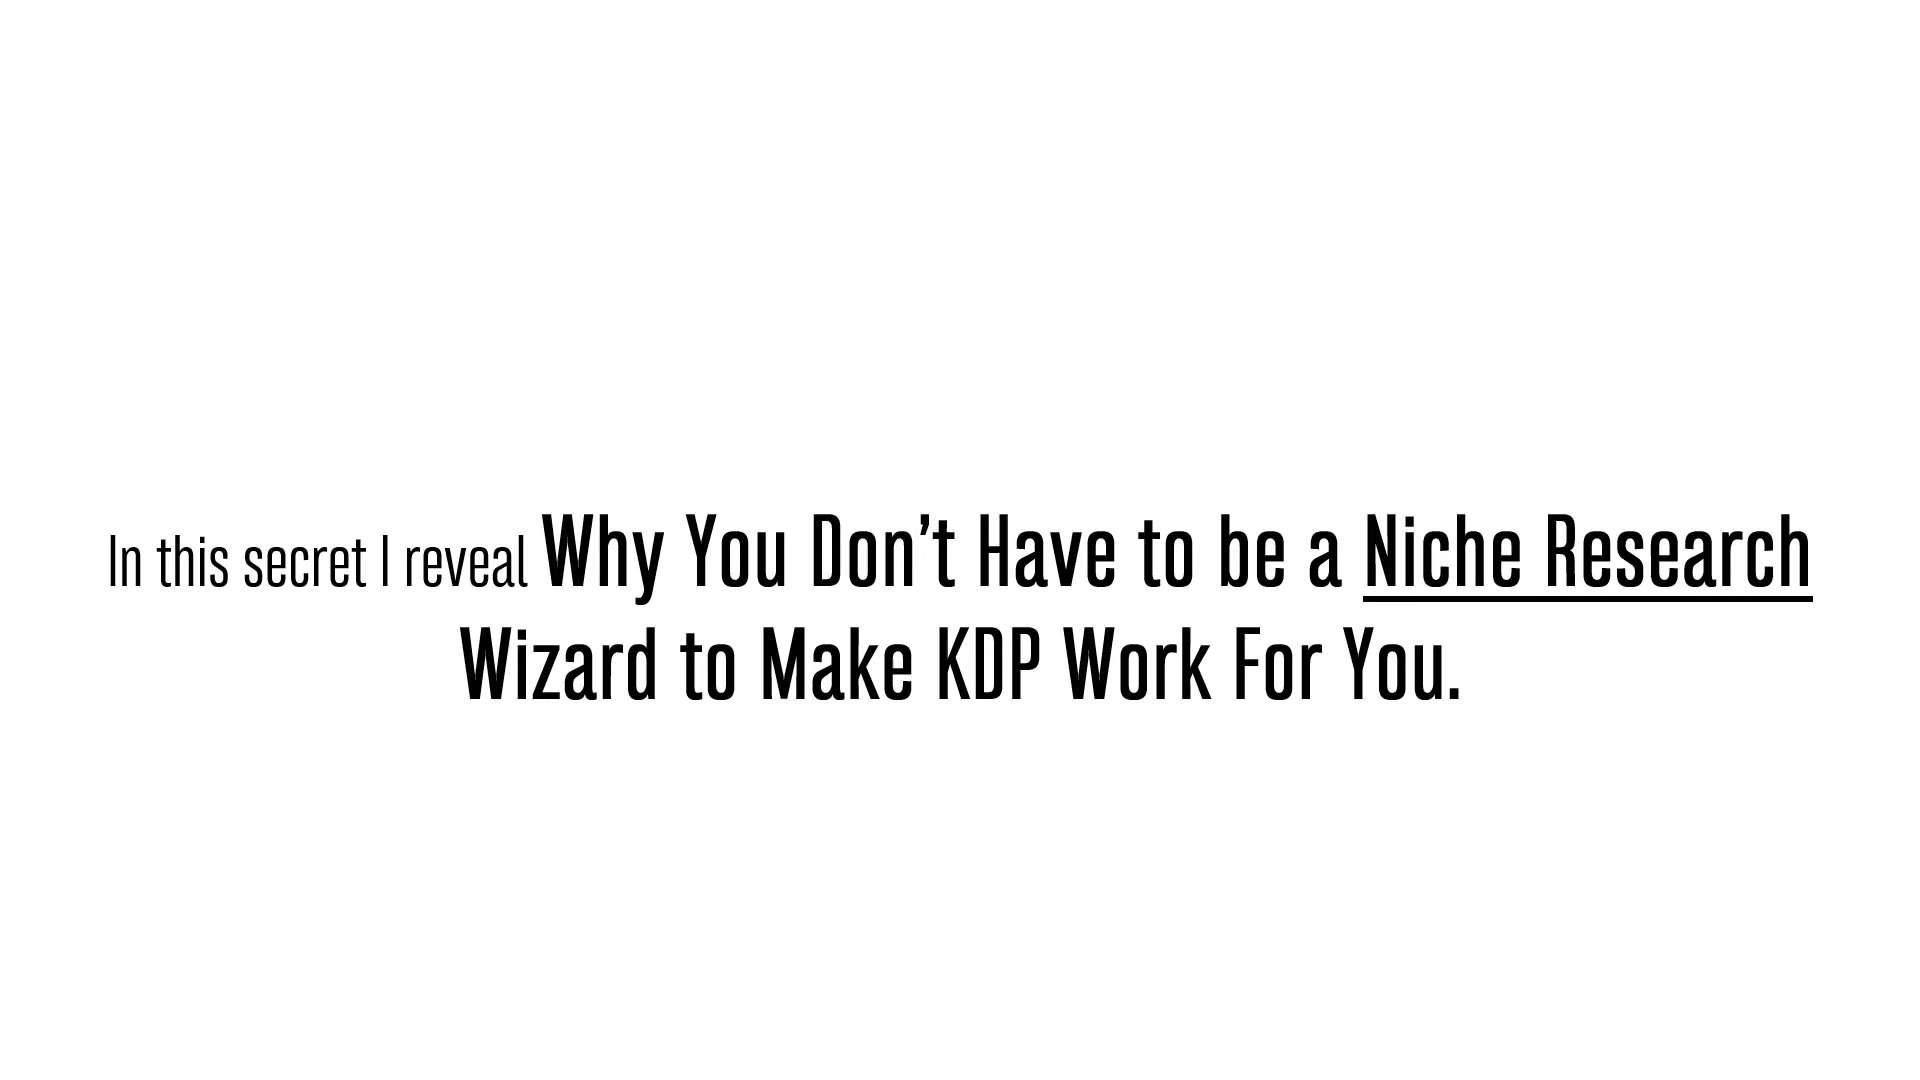 In this secret I reveal Why You Don’t Have to be a Niche Research
Wizard to Make KDP Work For You.